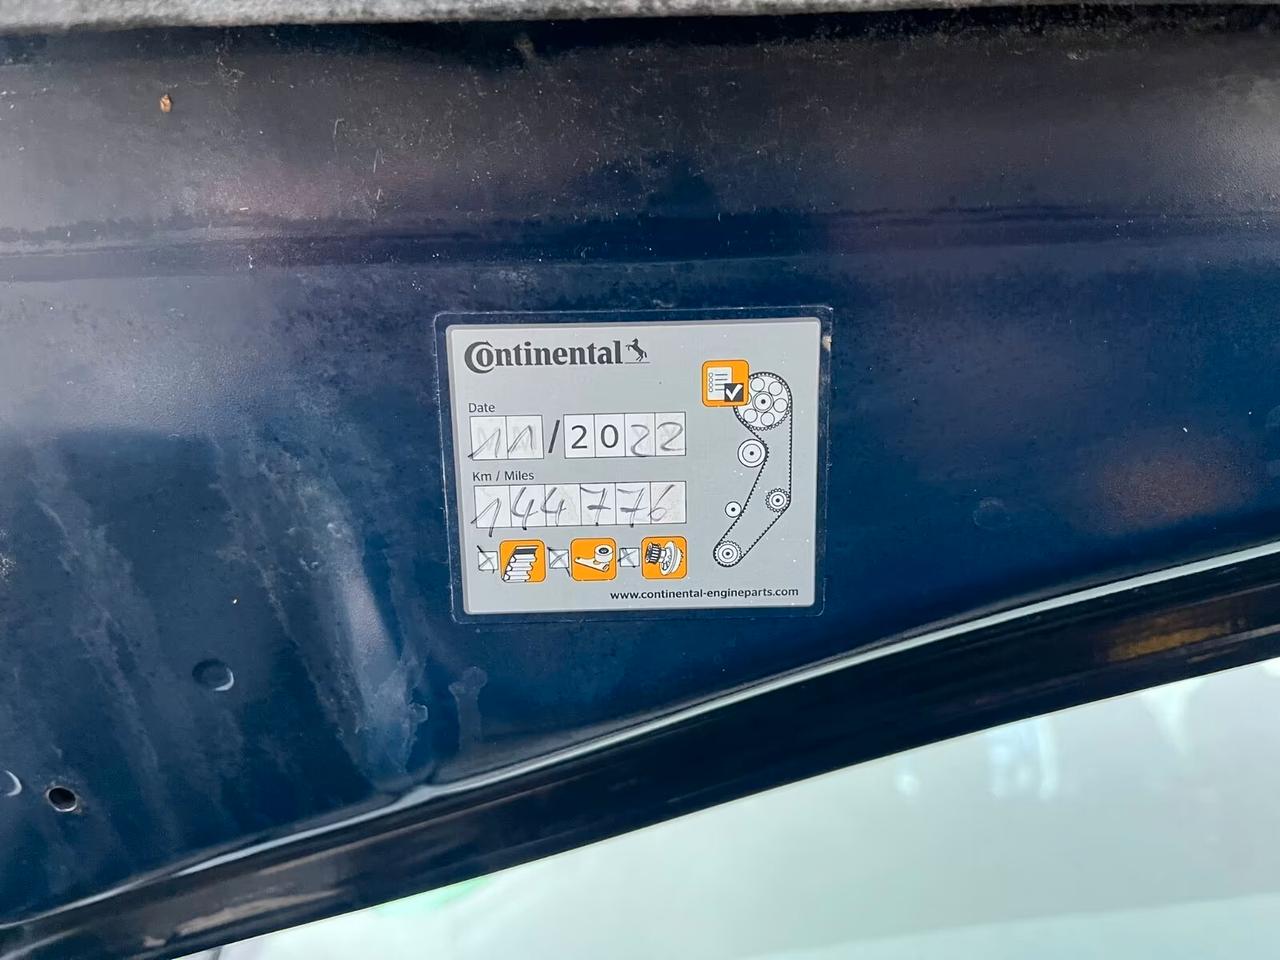 Continental
Date
11/2022
Km / Miles
144776
www.continental-engineparts.com